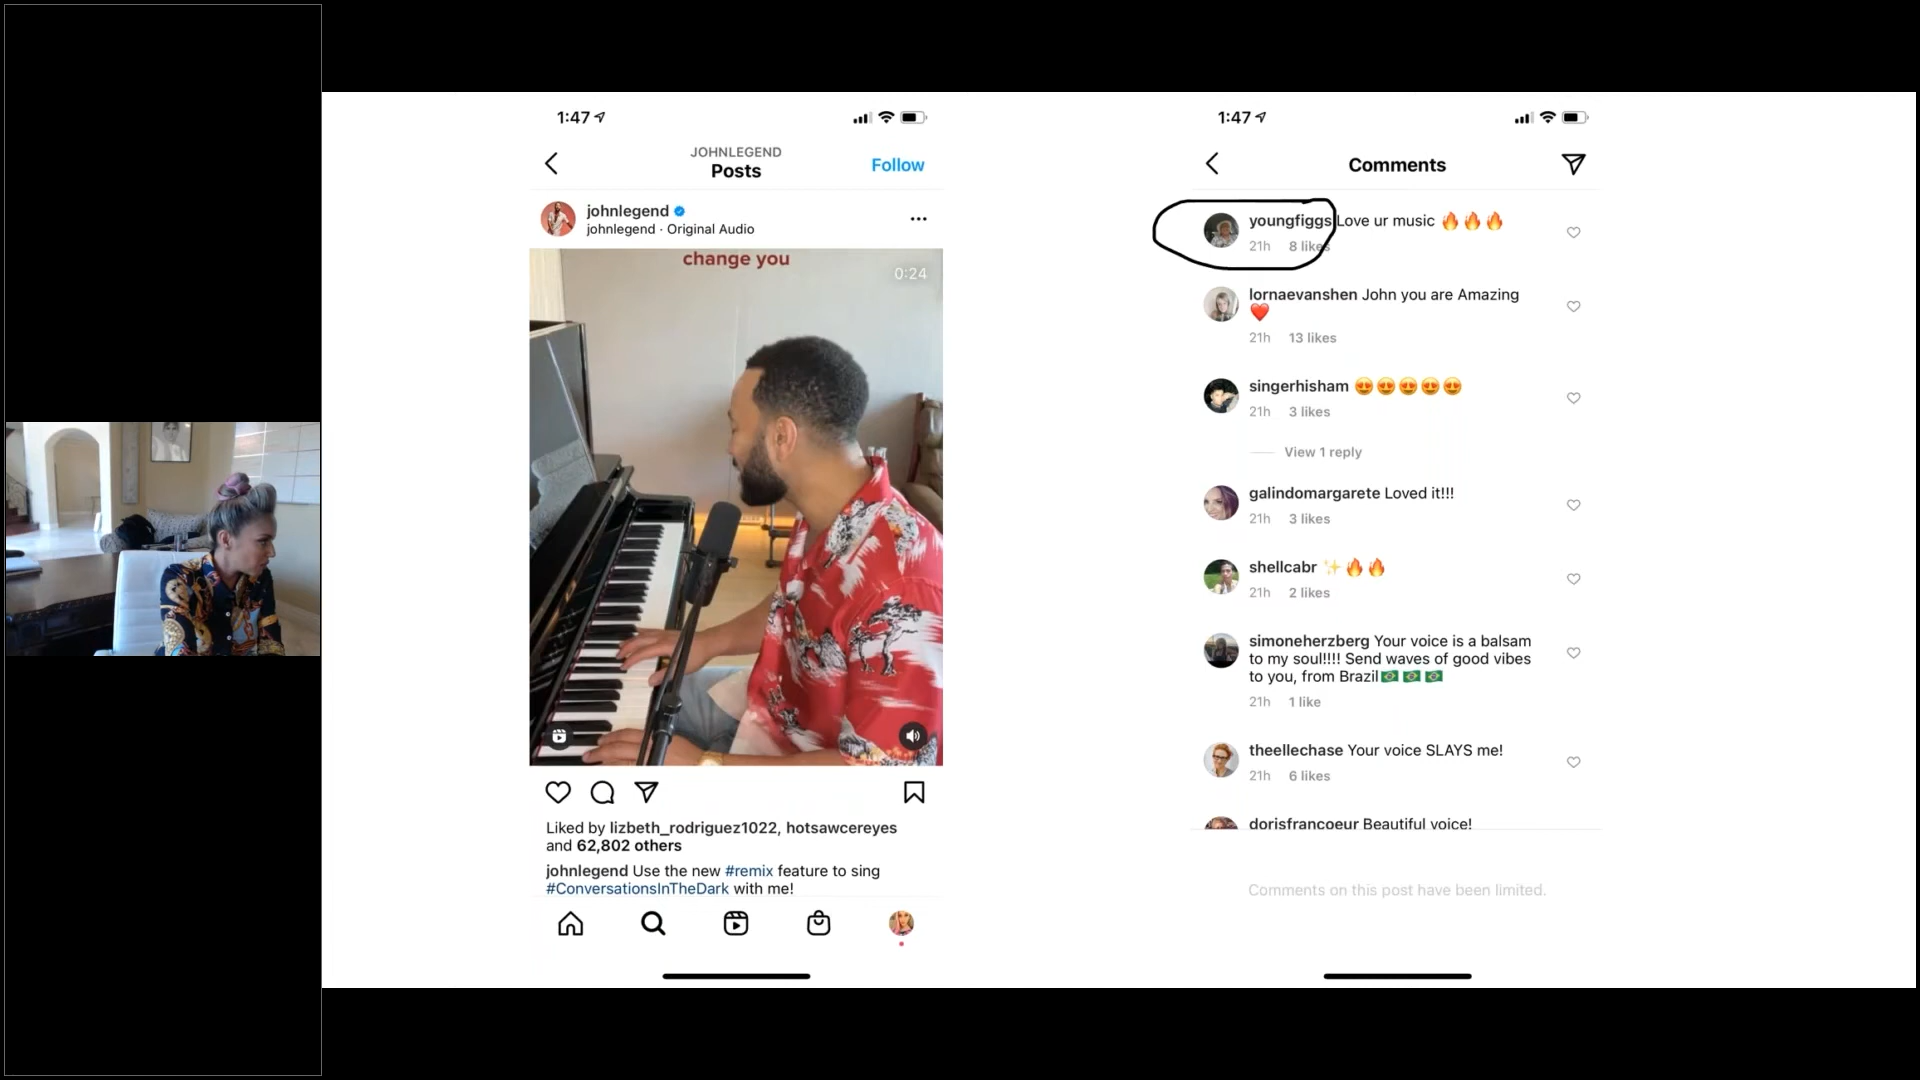 1:47
JOHNLEGEND
Posts
Follow
johnlegend
johnlegend · Original Audio
change you
0:24
Liked by lizbeth_rodriguez1022, hotsawcereyes
and 62,802 others
johnlegend Use the new #remix feature to sing
#ConversationsInTheDark with me!
1:47
Comments
youngfiggs Love ur music 🔥🔥🔥
21h 8 likes
lornaevanshen John you are Amazing
❤️
21h 13 likes
singerhisham 😍😍😍😍😍
21h 3 likes
View 1 reply
galindomargarete Loved it!!!
21h 3 likes
shellcabr ✨🔥🔥
21h 2 likes
simoneherzberg Your voice is a balsam
to my soul!!!! Send waves of good vibes
to you, from Brazil🇧🇷🇧🇷🇧🇷
21h 1 like
theellechase Your voice SLAYS me!
21h 6 likes
dorisfrancoeur Beautiful voice!
Comments on this post have been limited.